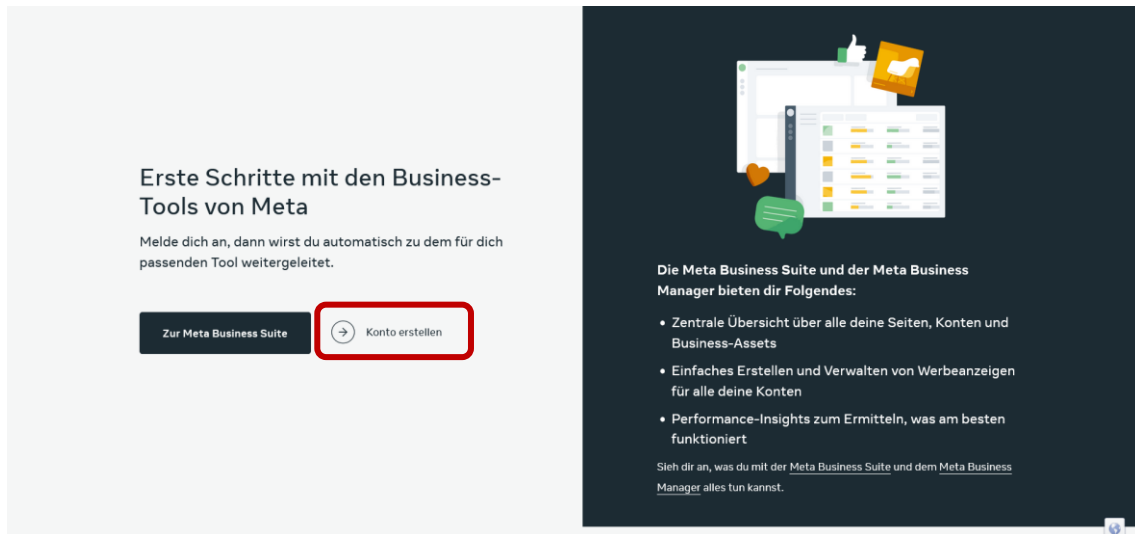 Erste Schritte mit den Business-
Tools von Meta
Melde dich an, dann wirst du automatisch zu dem für dich
passenden Tool weitergeleitet.
Zur Meta Business Suite
Konto erstellen
Die Meta Business Suite und der Meta Business
Manager bieten dir Folgendes:
• Zentrale Übersicht über alle deine Seiten, Konten und
Business-Assets
• Einfaches Erstellen und Verwalten von Werbeanzeigen
für alle deine Konten
• Performance-Insights zum Ermitteln, was am besten
funktioniert
Sieh dir an, was du mit der Meta Business Suite und dem Meta Business
Manager alles tun kannst.